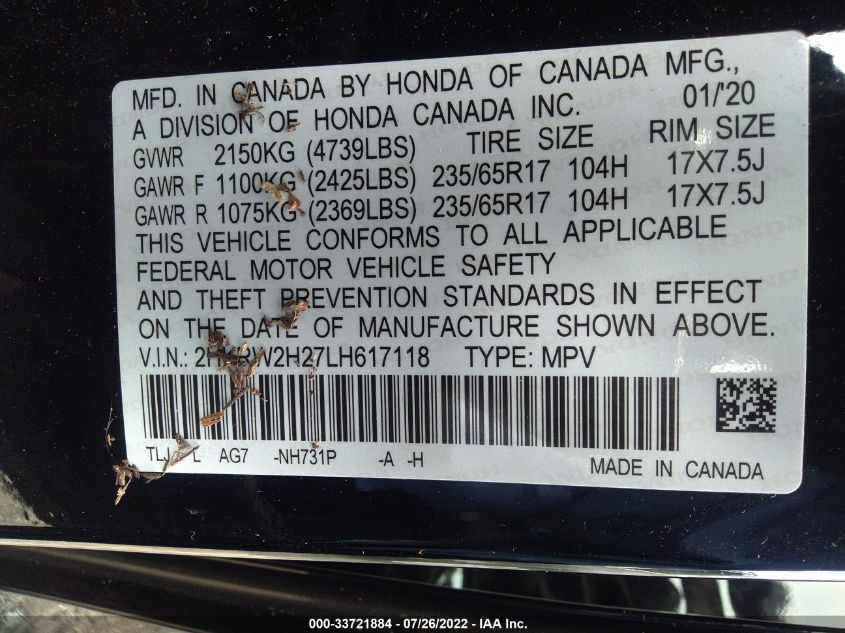 MFD. IN CANADA BY HONDA OF CANADA MFG.,
A DIVISION OF HONDA CANADA INC. 01/'20
GVWR 2150KG (4739LBS) TIRE SIZE RIM SIZE
GAWR F 1100KG (2425LBS) 235/65R17 104H 17X7.5J
GAWR R 1075KG (2369LBS) 235/65R17 104H 17X7.5J
THIS VEHICLE CONFORMS TO ALL APPLICABLE
FEDERAL MOTOR VEHICLE SAFETY
AND THEFT PREVENTION STANDARDS IN EFFECT
ON THE DATE OF MANUFACTURE SHOWN ABOVE.
V.I.N.: 2HKRW2H27LH617118 TYPE: MPV
AG7 -NH731P -A -H
MADE IN CANADA
000-33721884 / 07/26/2022 - IAA Inc.